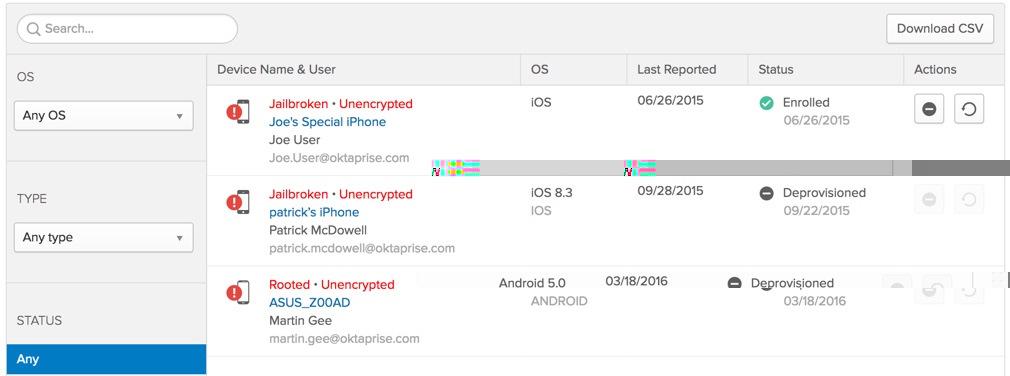 Search...
Download CSV
OS
Any OS
TYPE
Any type
STATUS
Any
Device Name & User OS Last Reported Status Actions
Jailbroken • Unencrypted iOS 06/26/2015 Enrolled
Joe's Special iPhone 06/26/2015
Joe User
Joe.User@oktaprise.com
Jailbroken • Unencrypted iOS 8.3 09/28/2015 Deprovisioned
patrick's iPhone IOS 09/22/2015
Patrick McDowell
patrick.mcdowell@oktaprise.com
Rooted • Unencrypted Android 5.0 03/18/2016 Deprovisioned
ASUS_Z00AD ANDROID 03/18/2016
Martin Gee
martin.gee@oktaprise.com